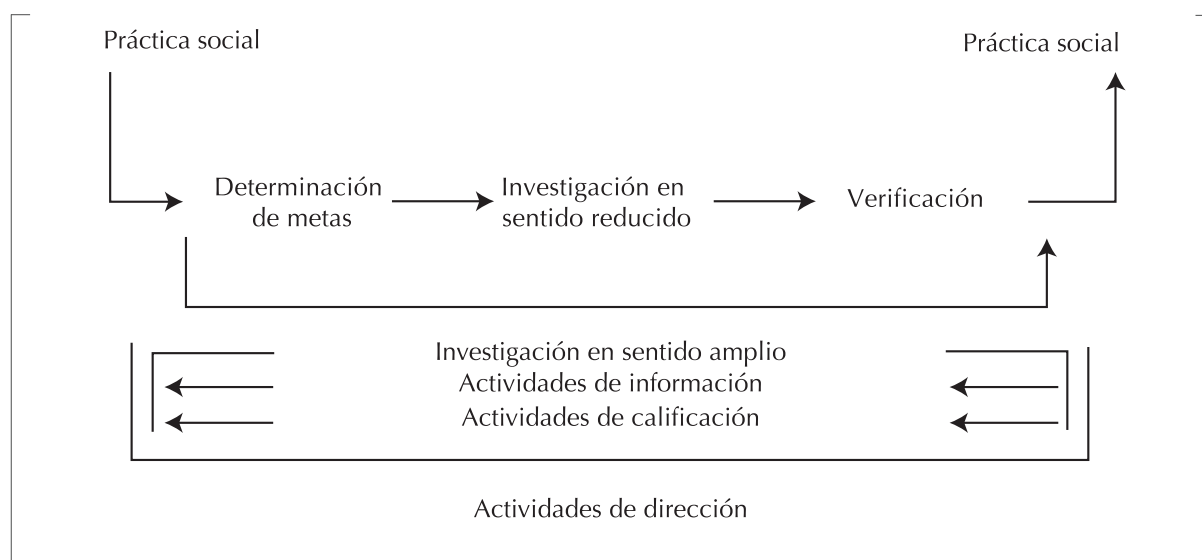 Práctica social
Práctica social
Determinación
de metas
Investigación en
sentido reducido
Verificación
Investigación en sentido amplio
Actividades de información
Actividades de calificación
Actividades de dirección